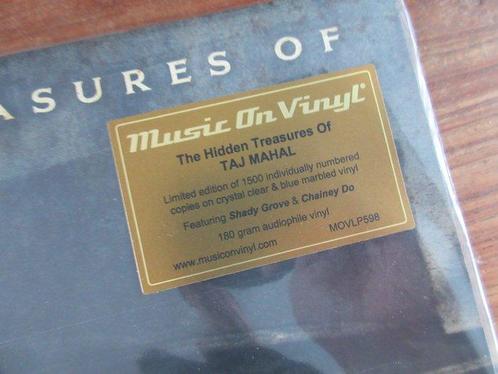 ASURES OF
Music On Vinyl®
The Hidden Treasures Of
TAJ MAHAL
Limited edition of 1500 individually numbered
copies on crystal clear & blue marbled vinyl
Featuring Shady Grove & Chainey Do
180 gram audiophile vinyl
www.musiconvinyl.com MOVLP598